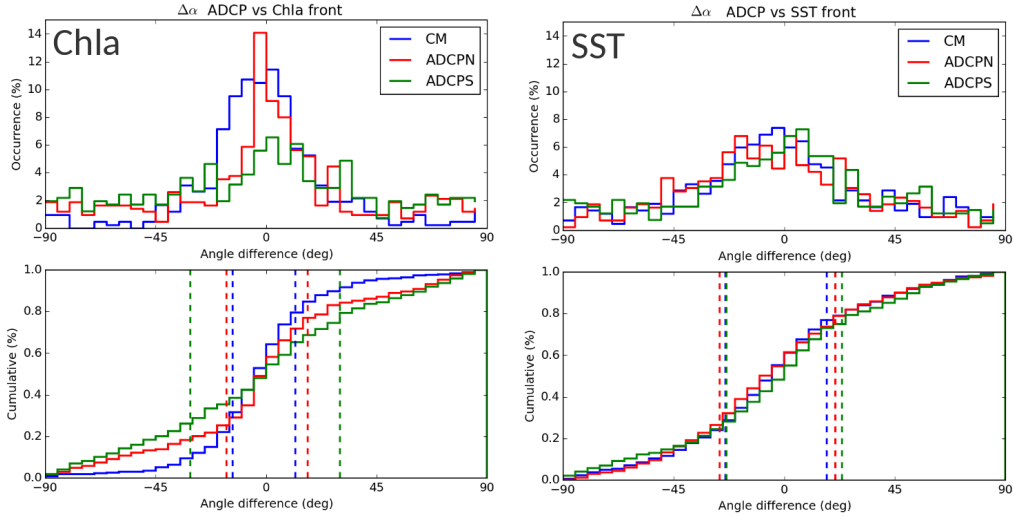 Δα ADCP vs Chla front
Chla
CM
ADCPN
ADCPS
14
12
10
8
6
4
2
0
Occurrence (%)
−90 −45 0 45 90
Angle difference (deg)
1.0
0.8
0.6
0.4
0.2
0.0
Cumulative (%)
−90 −45 0 45 90
Angle difference (deg)
Δα ADCP vs SST front
SST
CM
ADCPN
ADCPS
14
12
10
8
6
4
2
0
Occurrence (%)
−90 −45 0 45 90
Angle difference (deg)
1.0
0.8
0.6
0.4
0.2
0.0
Cumulative (%)
−90 −45 0 45 90
Angle difference (deg)